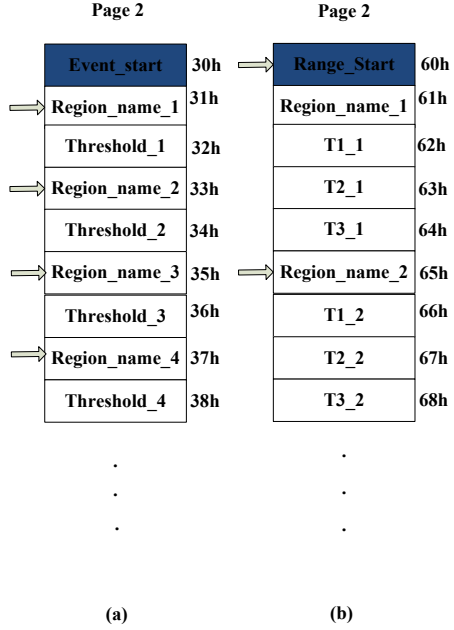 Page 2
Event_start 30h
Region_name_1 31h
Threshold_1 32h
Region_name_2 33h
Threshold_2 34h
Region_name_3 35h
Threshold_3 36h
Region_name_4 37h
Threshold_4 38h
.
.
.
(a)
Page 2
Range_Start 60h
Region_name_1 61h
T1_1 62h
T2_1 63h
T3_1 64h
Region_name_2 65h
T1_2 66h
T2_2 67h
T3_2 68h
.
.
.
(b)